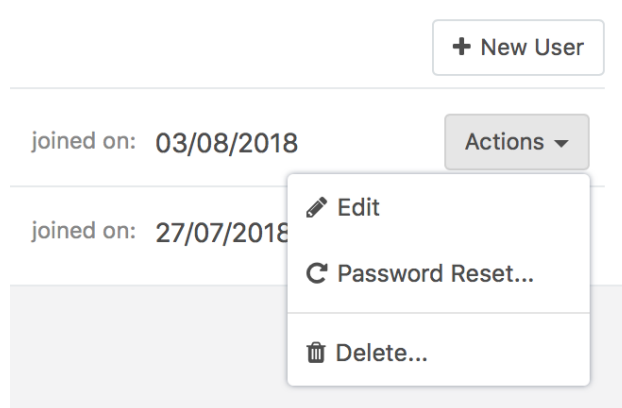 New User
joined on: 03/08/2018 Actions
Edit
joined on: 27/07/2018
Password Reset...
Delete...